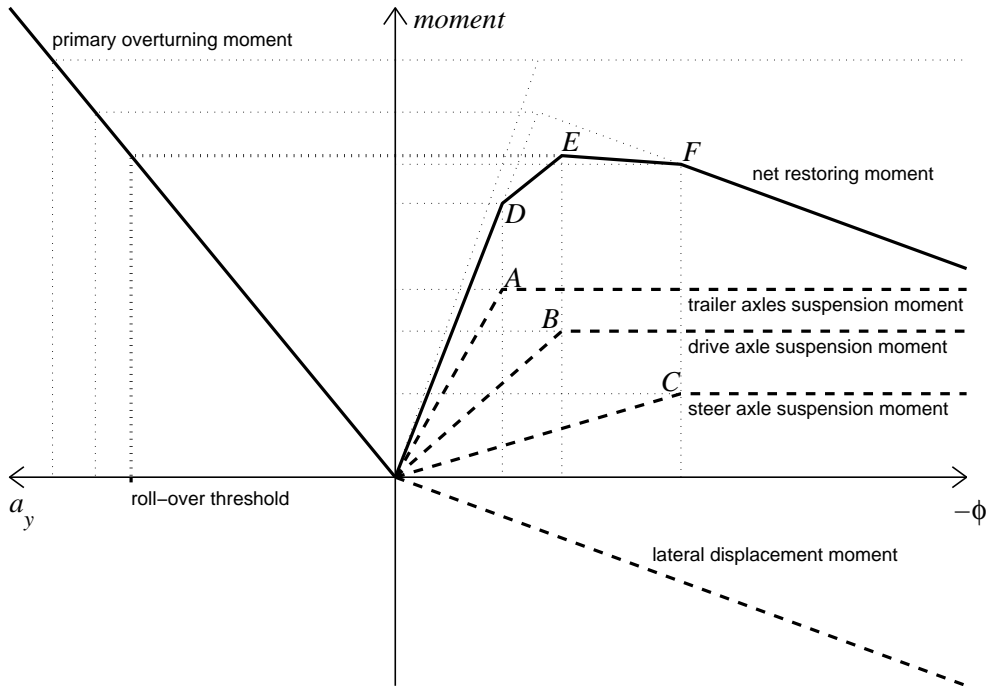 moment
primary overturning moment
E
F
net restoring moment
D
A
trailer axles suspension moment
B
drive axle suspension moment
C
steer axle suspension moment
roll−over threshold
a_y
−ϕ
lateral displacement moment